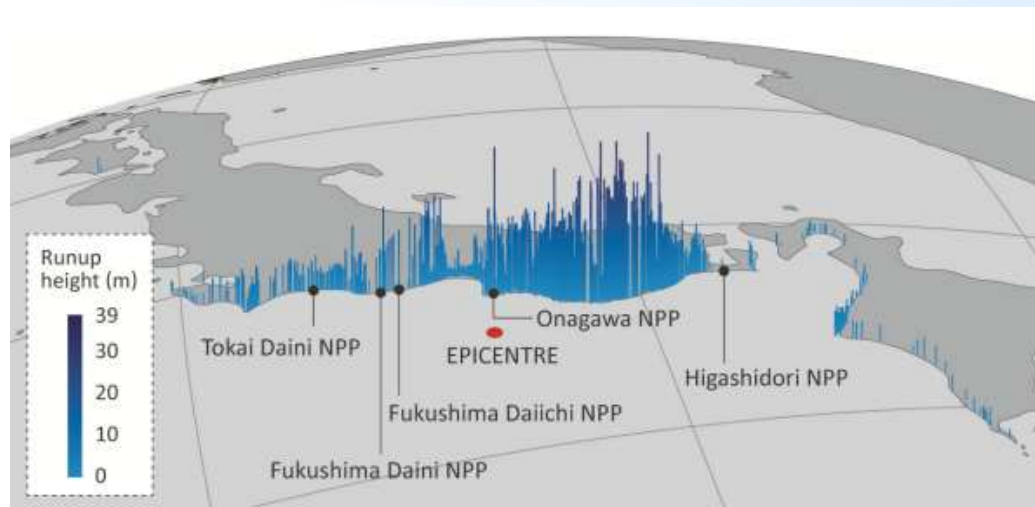 Runup
height (m)
39
30
20
10
0
Tokai Daini NPP
Onagawa NPP
EPICENTRE
Higashidori NPP
Fukushima Daiichi NPP
Fukushima Daini NPP